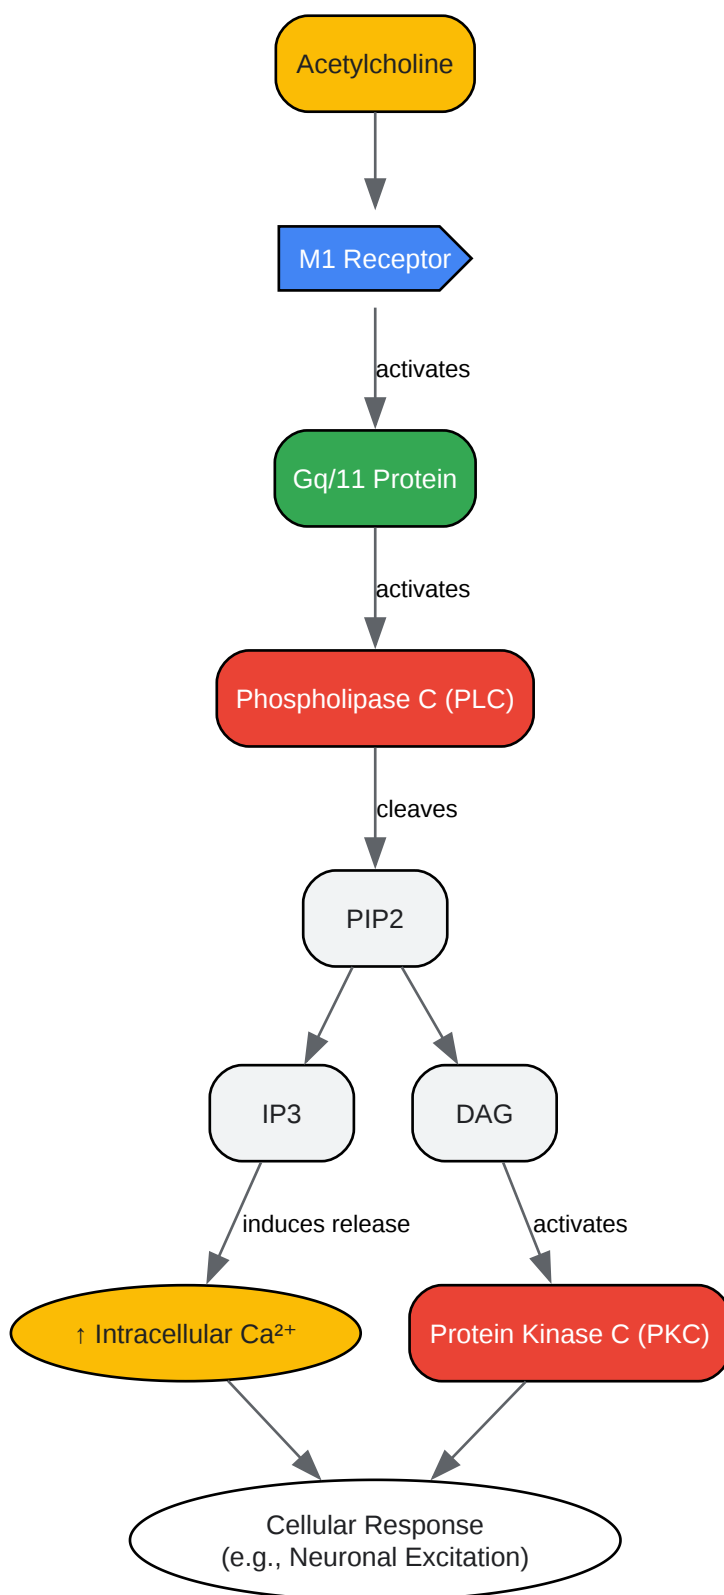 Acetylcholine
M1 Receptor
activates
Gq/11 Protein
activates
Phospholipase C (PLC)
cleaves
PIP2
IP3
DAG
induces release
activates
↑ Intracellular Ca²⁺
Protein Kinase C (PKC)
Cellular Response
(e.g., Neuronal Excitation)